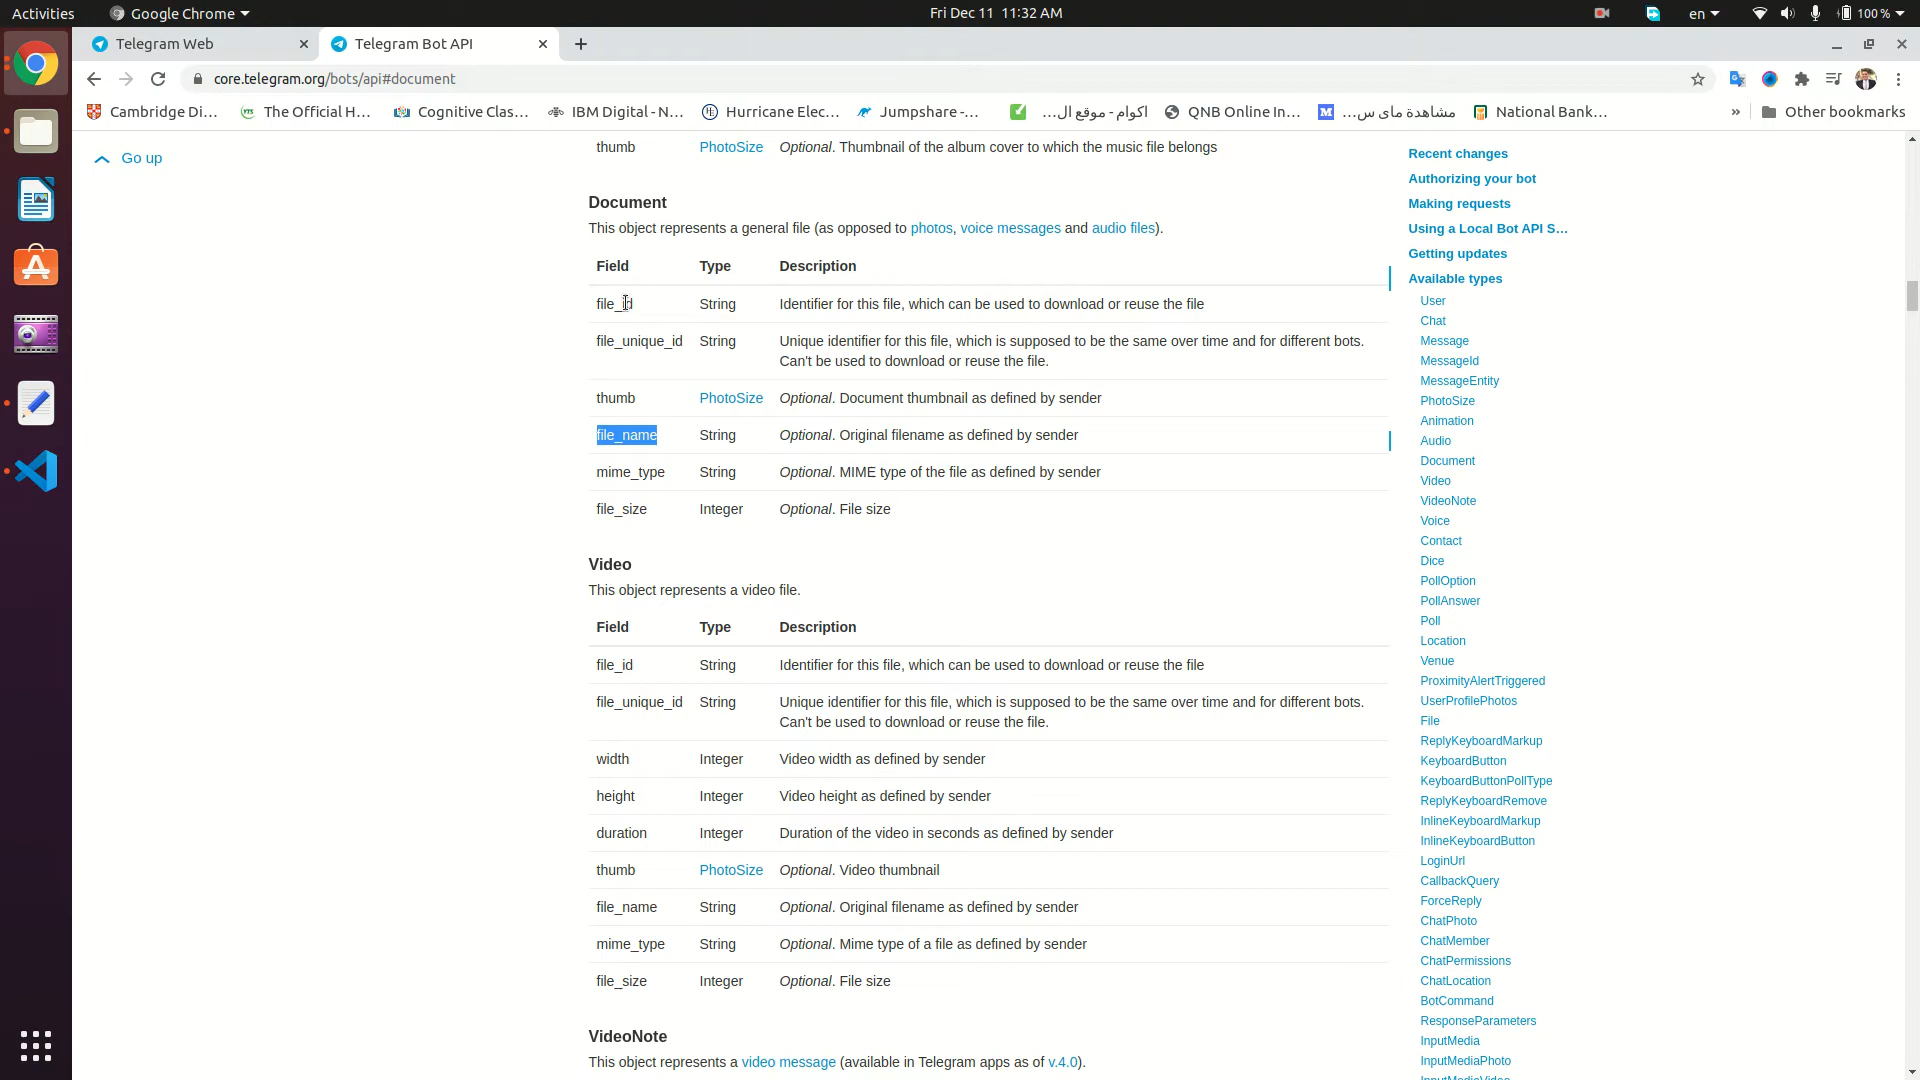 Activities
Google Chrome
Fri Dec 11 11:32 AM
en
100 %
Telegram Web
Telegram Bot API
core.telegram.org/bots/api#document
Cambridge Di...
The Official H...
Cognitive Clas...
IBM Digital - N...
Hurricane Elec...
Jumpshare -...
اكوام - موقع ال...
QNB Online In...
مشاهدة ماى س...
National Bank...
»
Other bookmarks
Go up
thumb PhotoSize Optional. Thumbnail of the album cover to which the music file belongs
Document
This object represents a general file (as opposed to photos, voice messages and audio files).
Field Type Description
file_id String Identifier for this file, which can be used to download or reuse the file
file_unique_id String Unique identifier for this file, which is supposed to be the same over time and for different bots.
Can't be used to download or reuse the file.
thumb PhotoSize Optional. Document thumbnail as defined by sender
file_name String Optional. Original filename as defined by sender
mime_type String Optional. MIME type of the file as defined by sender
file_size Integer Optional. File size
Video
This object represents a video file.
Field Type Description
file_id String Identifier for this file, which can be used to download or reuse the file
file_unique_id String Unique identifier for this file, which is supposed to be the same over time and for different bots.
Can't be used to download or reuse the file.
width Integer Video width as defined by sender
height Integer Video height as defined by sender
duration Integer Duration of the video in seconds as defined by sender
thumb PhotoSize Optional. Video thumbnail
file_name String Optional. Original filename as defined by sender
mime_type String Optional. Mime type of a file as defined by sender
file_size Integer Optional. File size
VideoNote
This object represents a video message (available in Telegram apps as of v.4.0).
Recent changes
Authorizing your bot
Making requests
Using a Local Bot API S...
Getting updates
Available types
User
Chat
Message
MessageId
MessageEntity
PhotoSize
Animation
Audio
Document
Video
VideoNote
Voice
Contact
Dice
PollOption
PollAnswer
Poll
Location
Venue
ProximityAlertTriggered
UserProfilePhotos
File
ReplyKeyboardMarkup
KeyboardButton
KeyboardButtonPollType
ReplyKeyboardRemove
InlineKeyboardMarkup
InlineKeyboardButton
LoginUrl
CallbackQuery
ForceReply
ChatPhoto
ChatMember
ChatPermissions
ChatLocation
BotCommand
ResponseParameters
InputMedia
InputMediaPhoto
InputMediaVideo